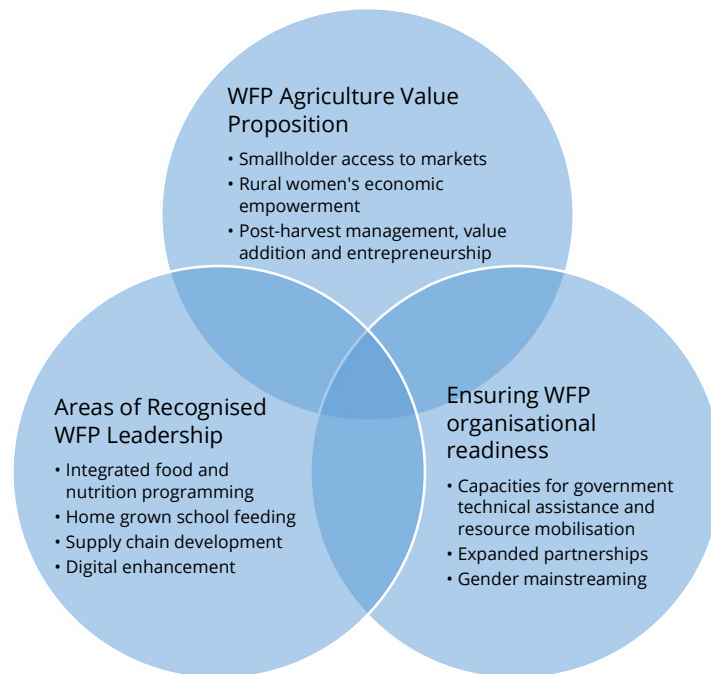 WFP Agriculture Value
Proposition
• Smallholder access to markets
• Rural women's economic
empowerment
• Post-harvest management, value
addition and entrepreneurship
Areas of Recognised
WFP Leadership
• Integrated food and
nutrition programming
• Home grown school feeding
• Supply chain development
• Digital enhancement
Ensuring WFP
organisational
readiness
• Capacities for government
technical assistance and
resource mobilisation
• Expanded partnerships
• Gender mainstreaming